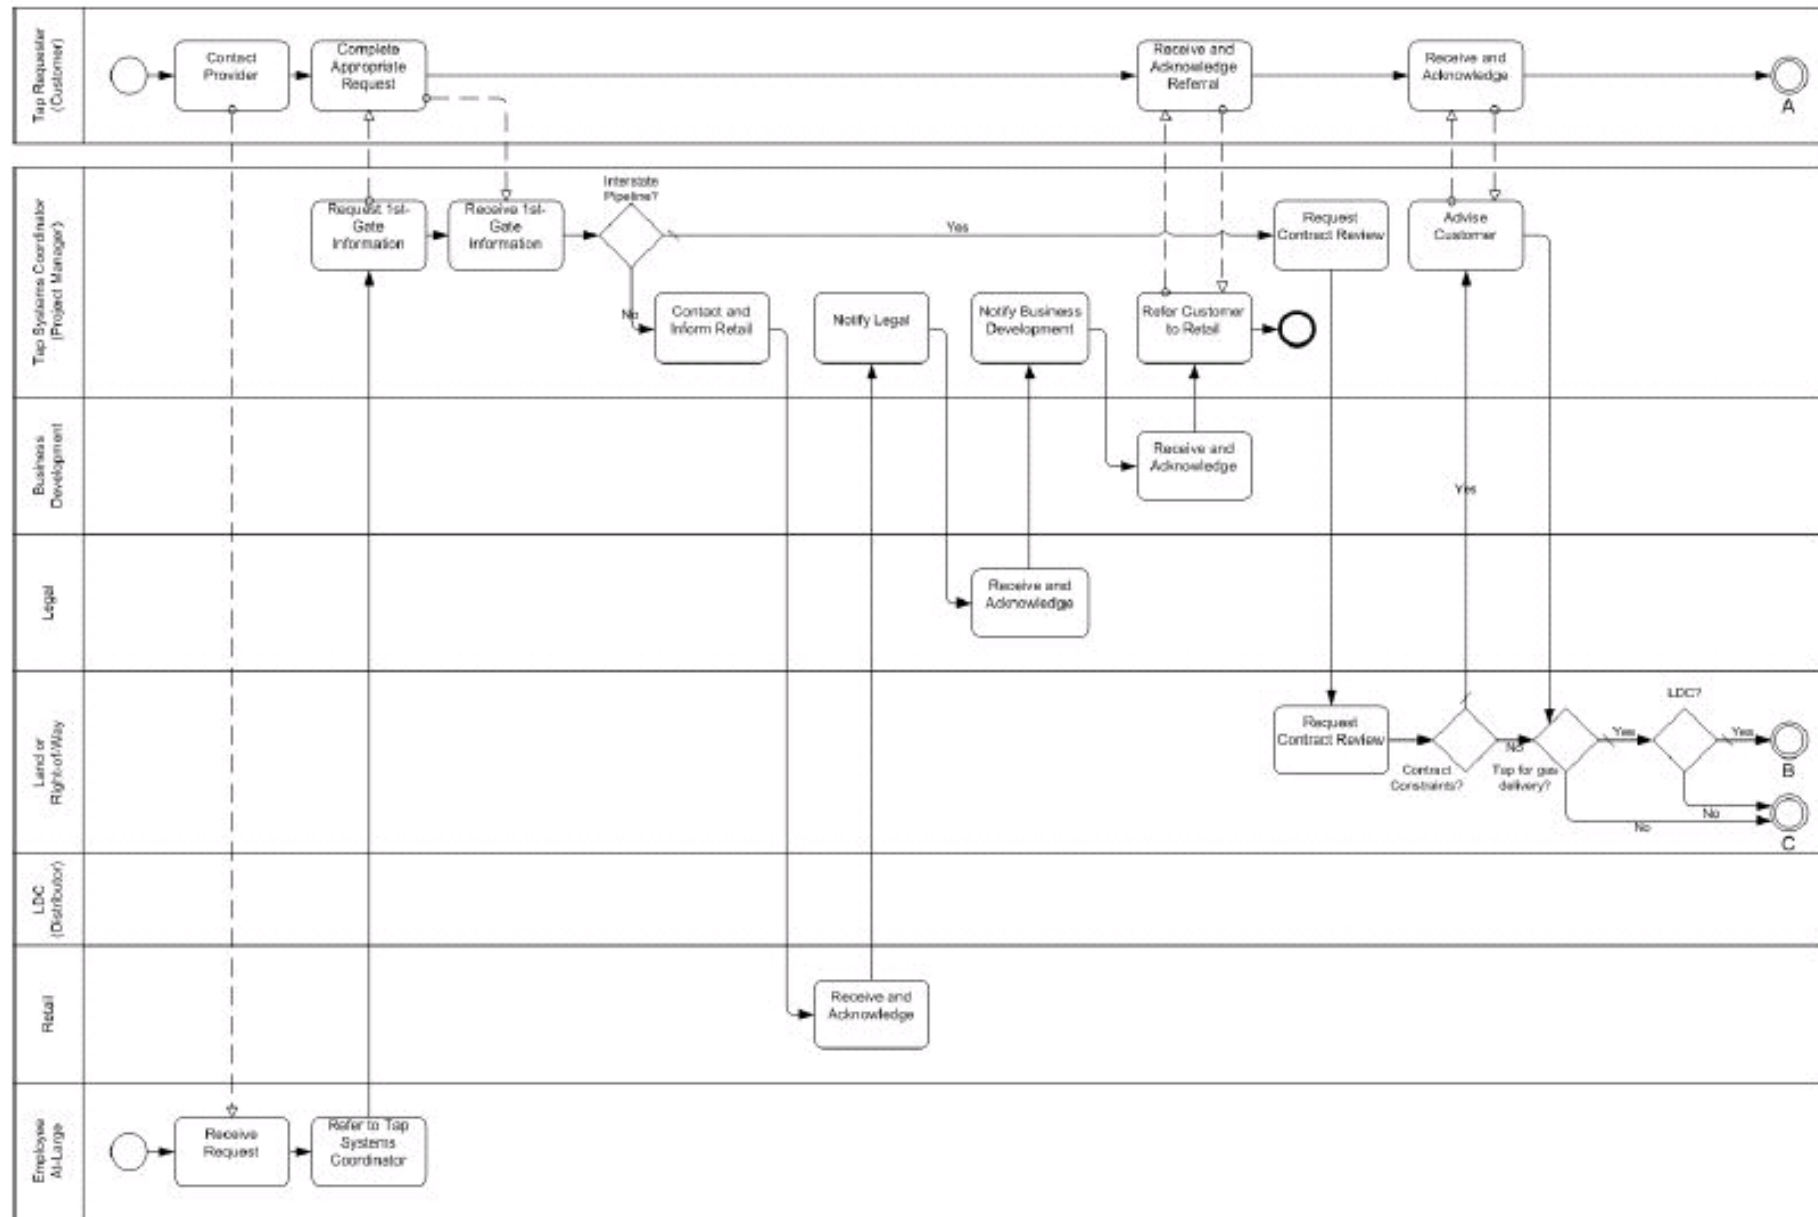 Tap Requester
(Customer)
Contact
Provider
Complete
Appropriate
Request
Receive and
Acknowledge
Referral
Receive and
Acknowledge
A
Tap Systems Coordinator
(Project Manager)
Request 1st-
Gate
Information
Receive 1st-
Gate
Information
Interstate
Pipeline?
Yes
Request
Contract Review
Advise
Customer
No
Contact and
Inform Retail
Notify Legal
Notify Business
Development
Refer Customer
to Retail
Business
Development
Receive and
Acknowledge
Yes
Legal
Receive and
Acknowledge
Land or
Right-of-Way
Request
Contract Review
Contract
Constraints?
No
Tap for gas
delivery?
Yes
LDC?
Yes
B
No
No
C
LDC
(Distributor)
Retail
Receive and
Acknowledge
Employee
At-Large
Receive
Request
Refer to Tap
Systems
Coordinator